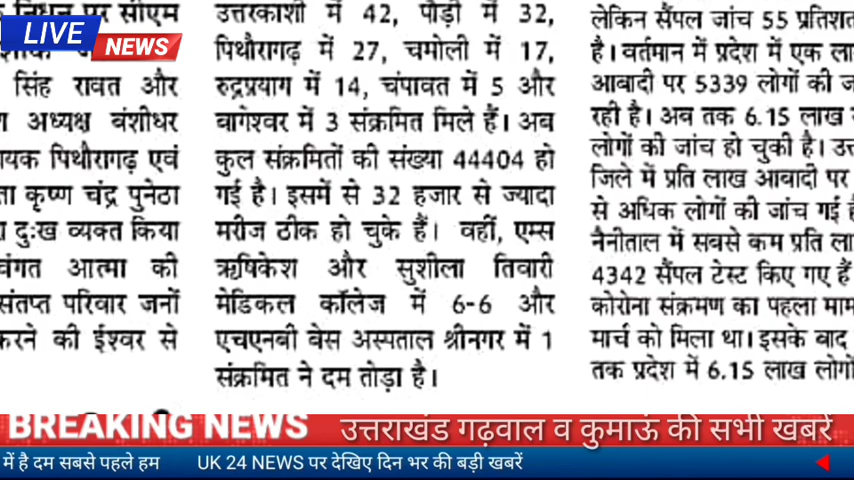 LIVE
NEWS
निधन पर सीएम
सिंह रावत और
अध्यक्ष बंशीधर
पिथौरागढ़ एवं
कृष्ण चंद्र पुनेठा
दुःख व्यक्त किया
आत्मा की
संतप्त परिवार जनों
करने की ईश्वर से
उत्तरकाशी में 42, पौड़ी में 32,
पिथौरागढ़ में 27, चमोली में 17,
रुद्रप्रयाग में 14, चंपावत में 5 और
वागेश्वर में 3 संक्रमित मिले हैं। अब
कुल संक्रमितों की संख्या 44404 हो
गई है। इसमें से 32 हजार से ज्यादा
मरीज ठीक हो चुके हैं। वहीं, एम्स
ऋषिकेश और सुशीला तिवारी
मेडिकल कॉलेज में 6-6 और
एचएनबी बेस अस्पताल श्रीनगर में 1
संक्रमित ने दम तोड़ा है।
लेकिन सैंपल जांच 55 प्रतिशत
है। वर्तमान में प्रदेश में एक
आबादी पर 5339 लोगों की
रही है। अब तक 6.15 लाख
लोगों की जांच हो चुकी है।
जिले में प्रति लाख आबादी पर
से अधिक लोगों की जांच गई
नैनीताल में सबसे कम प्रति
4342 सैंपल टेस्ट किए गए हैं
कोरोना संक्रमण का पहला
मार्च को मिला था। इसके बाद
तक प्रदेश में 6.15 लाख लोगों
BREAKING NEWS
उत्तराखंड गढ़वाल व कुमाऊं की सभी खबरें
में है दम सबसे पहले हम UK 24 NEWS पर देखिए दिन भर की बड़ी खबरें